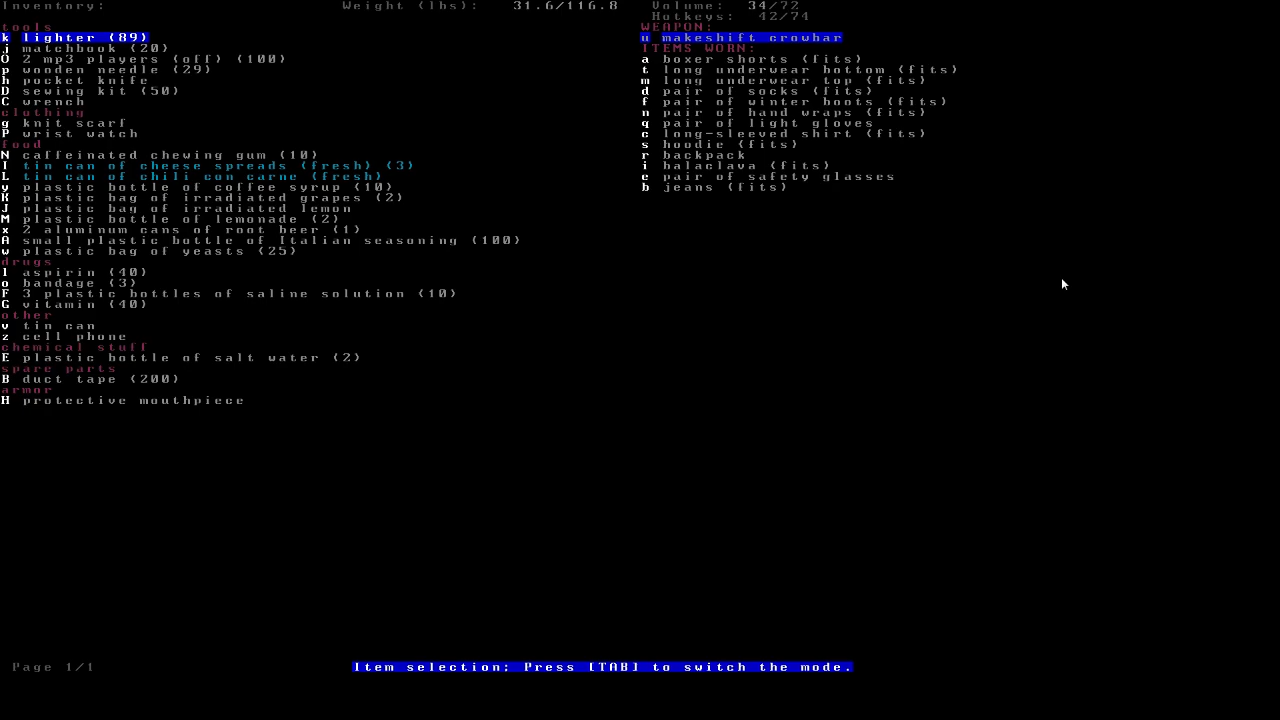 Inventory: Weight (lbs): 31.6/116.8 Volume: 34/72
Hotkeys: 42/74
tools
k lighter (89)
j matchbook (20)
O 2 mp3 players (off) (100)
p wooden needle (29)
h pocket knife
D sewing kit (50)
C wrench
clothing
g knit scarf
P wrist watch
food
N caffeinated chewing gum (10)
I tin can of cheese spreads (fresh) (3)
L tin can of chili con carne (fresh)
y plastic bottle of coffee syrup (10)
K plastic bag of irradiated grapes (2)
J plastic bag of irradiated lemon
M plastic bottle of lemonade (2)
x 2 aluminum cans of root beer (1)
A small plastic bottle of Italian seasoning (100)
w plastic bag of yeasts (25)
drugs
l aspirin (40)
o bandage (3)
F 3 plastic bottles of saline solution (10)
G vitamin (40)
other
v tin can
z cell phone
chemical stuff
E plastic bottle of salt water (2)
spare parts
B duct tape (200)
armor
H protective mouthpiece
WEAPON:
u makeshift crowbar
ITEMS WORN:
a boxer shorts (fits)
t long underwear bottom (fits)
m long underwear top (fits)
d pair of socks (fits)
f pair of winter boots (fits)
n pair of hand wraps (fits)
q pair of light gloves
c long-sleeved shirt (fits)
s hoodie (fits)
r backpack
i balaclava (fits)
e pair of safety glasses
b jeans (fits)
Page 1/1 Item selection; Press [TAB] to switch the mode.